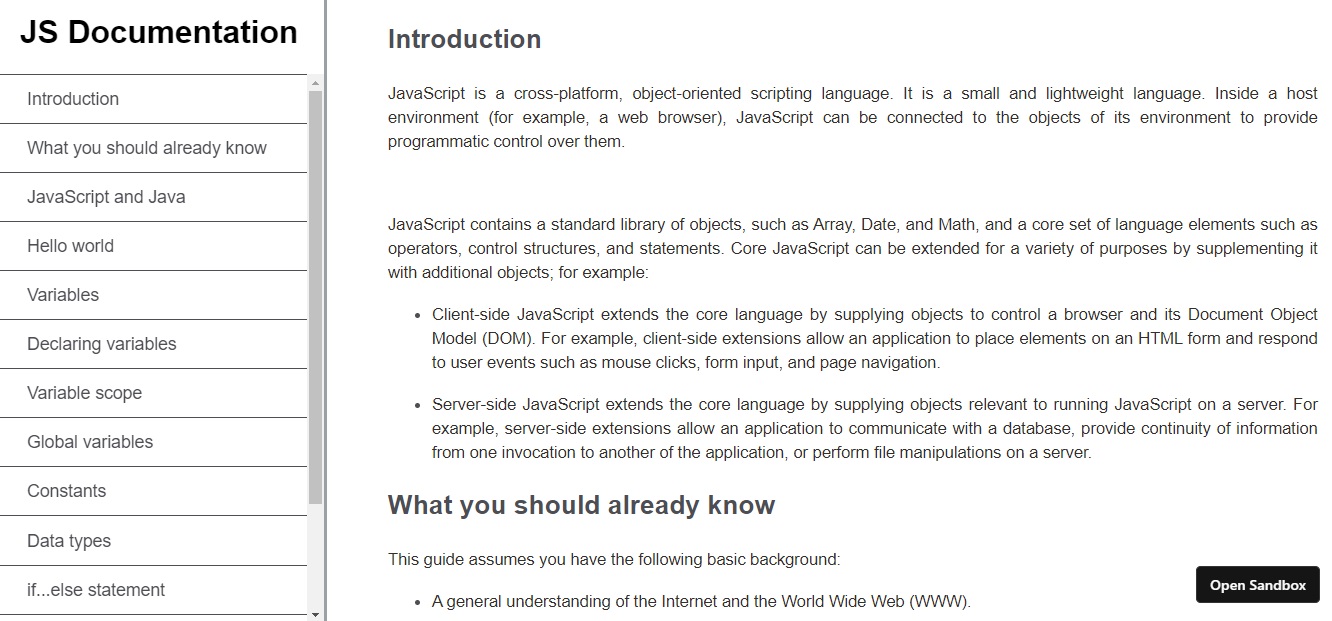 JS Documentation
Introduction
What you should already know
JavaScript and Java
Hello world
Variables
Declaring variables
Variable scope
Global variables
Constants
Data types
if...else statement
Introduction
JavaScript is a cross-platform, object-oriented scripting language. It is a small and lightweight language. Inside a host
environment (for example, a web browser), JavaScript can be connected to the objects of its environment to provide
programmatic control over them.
JavaScript contains a standard library of objects, such as Array, Date, and Math, and a core set of language elements such as
operators, control structures, and statements. Core JavaScript can be extended for a variety of purposes by supplementing it
with additional objects; for example:
• Client-side JavaScript extends the core language by supplying objects to control a browser and its Document Object
Model (DOM). For example, client-side extensions allow an application to place elements on an HTML form and respond
to user events such as mouse clicks, form input, and page navigation.
• Server-side JavaScript extends the core language by supplying objects relevant to running JavaScript on a server. For
example, server-side extensions allow an application to communicate with a database, provide continuity of information
from one invocation to another of the application, or perform file manipulations on a server.
What you should already know
This guide assumes you have the following basic background:
• A general understanding of the Internet and the World Wide Web (WWW).
Open Sandbox